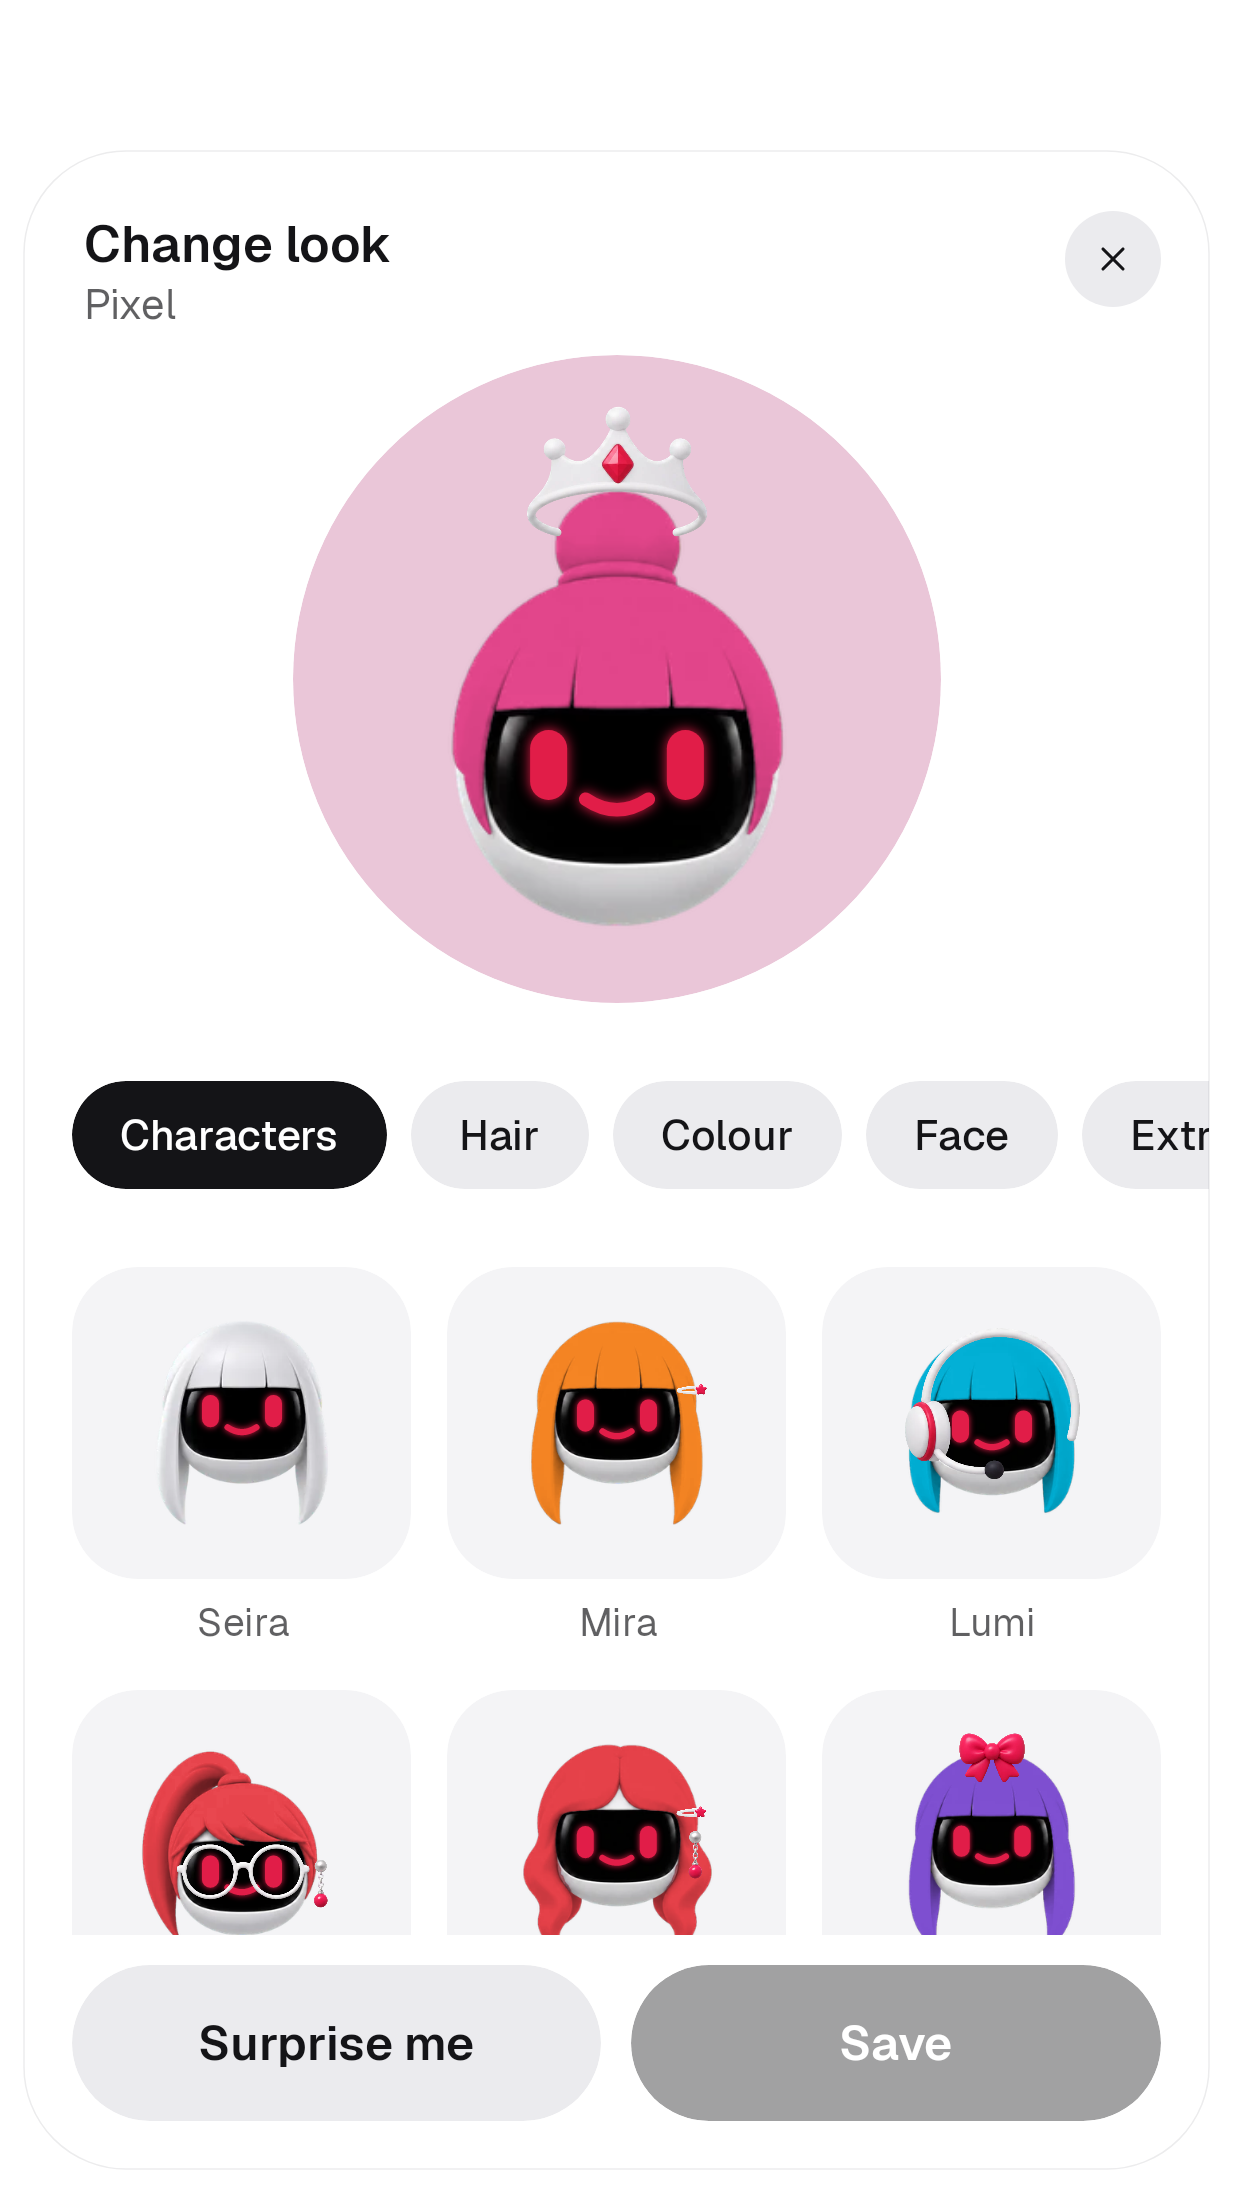 Change look
Pixel
Characters
Hair
Colour
Face
Extr
Seira
Mira
Lumi
Surprise me
Save